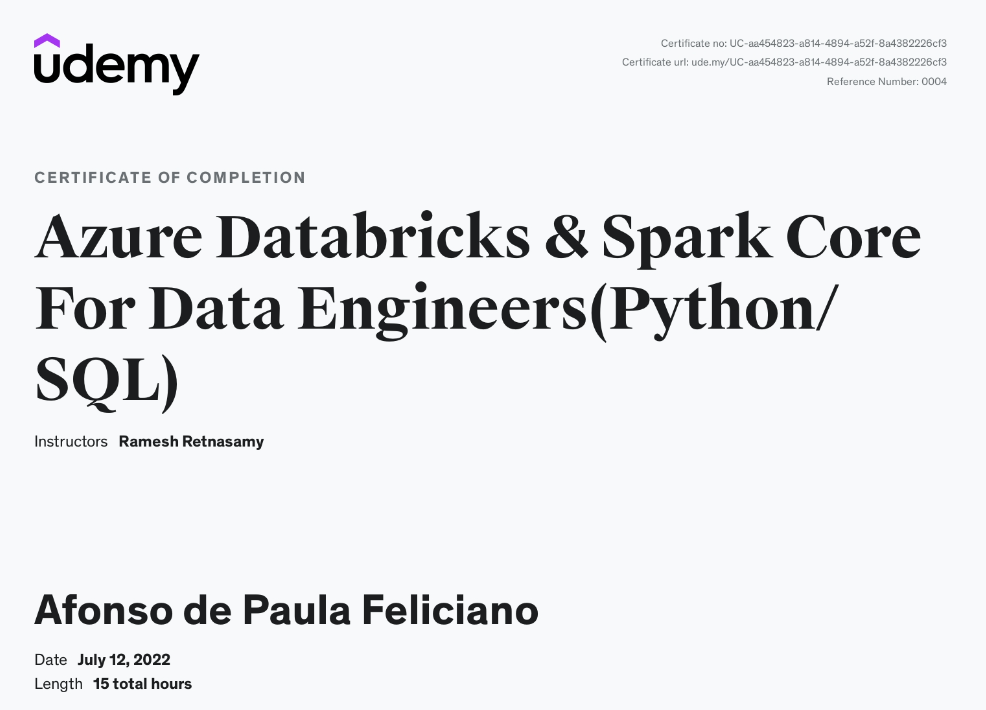 udemy
Certificate no: UC-aa454823-a814-4894-a52f-8a4382226cf3
Certificate url: ude.my/UC-aa454823-a814-4894-a52f-8a4382226cf3
Reference Number: 0004
CERTIFICATE OF COMPLETION
Azure Databricks & Spark Core
For Data Engineers(Python/
SQL)
Instructors Ramesh Retnasamy
Afonso de Paula Feliciano
Date July 12, 2022
Length 15 total hours